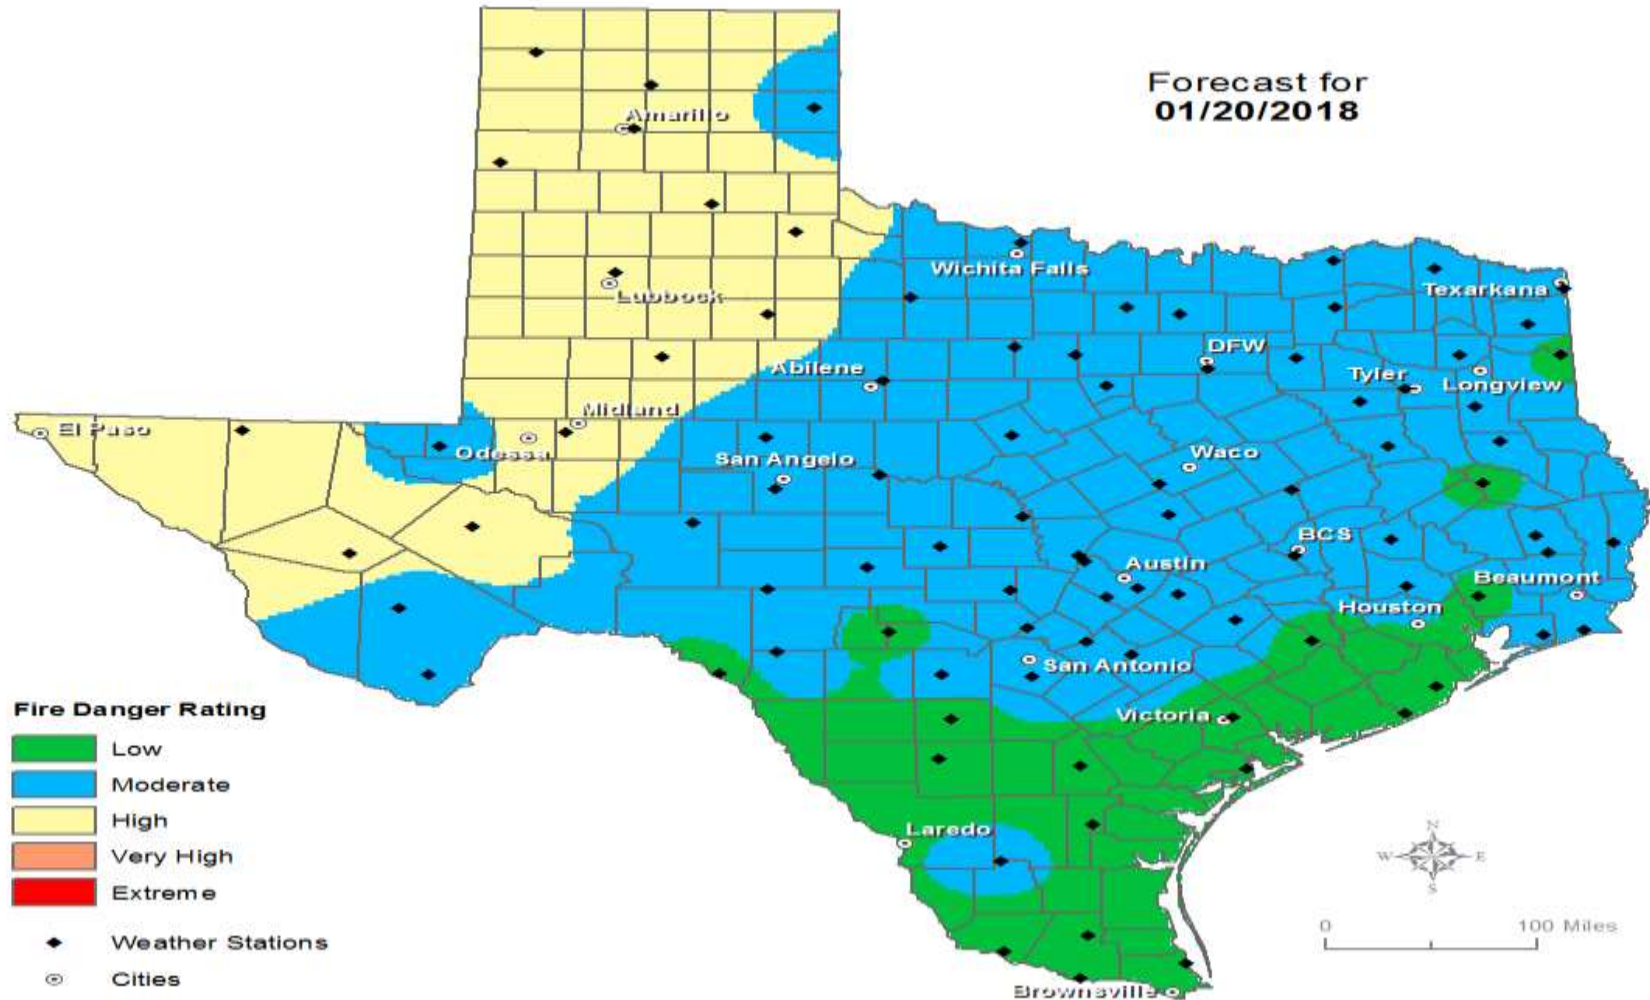 Forecast for
01/20/2018
Amarillo
Wichita Falls
Lubbock
Texarkana
DFW
Abilene
Tyler
Longview
Midland
El Paso
Odessa
San Angelo
Waco
BCS
Austin
Beaumont
Houston
San Antonio
Victoria
Laredo
Brownsville
Fire Danger Rating
Low
Moderate
High
Very High
Extreme
Weather Stations
Cities
N
W E
S
0 100 Miles